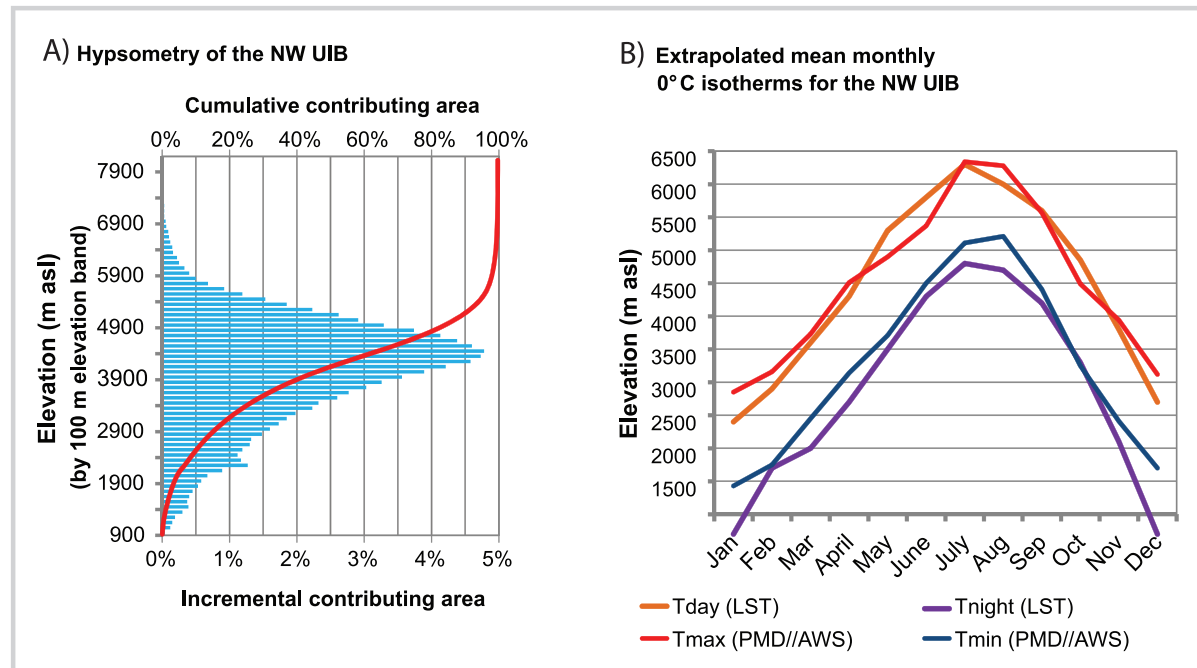 A) Hypsometry of the NW UIB
Cumulative contributing area
0% 20% 40% 60% 80% 100%
Elevation (m asl)
(by 100 m elevation band)
7900
6900
5900
4900
3900
2900
1900
900
0% 1% 2% 3% 4% 5%
Incremental contributing area
B) Extrapolated mean monthly
0° C isotherms for the NW UIB
Elevation (m asl)
6500
6000
5500
5000
4500
4000
3500
3000
2500
2000
1500
Jan Feb Mar April May June July Aug Sep Oct Nov Dec
Tday (LST) Tnight (LST)
Tmax (PMD//AWS) Tmin (PMD//AWS)